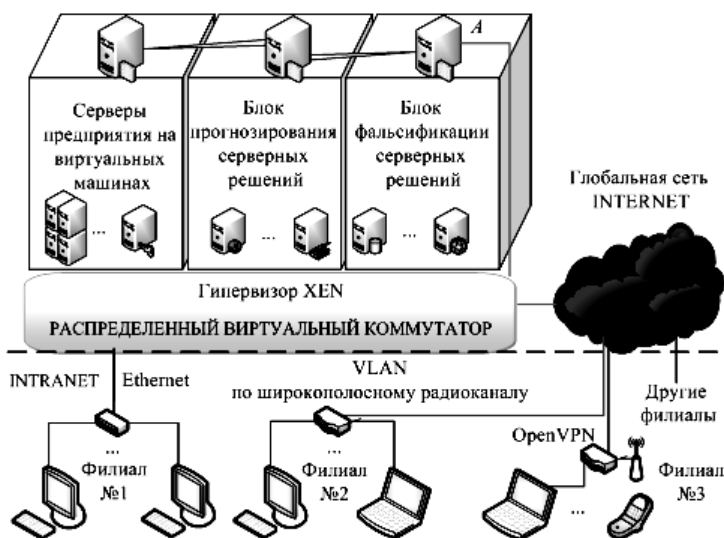 А
Серверы
предприятия на
виртуальных
машинах
...
Блок
прогнозирования
серверных
решений
...
Блок
фальсификации
серверных
решений
...
Глобальная сеть
INTERNET
Гипервизор XEN
РАСПРЕДЕЛЕННЫЙ ВИРТУАЛЬНЫЙ КОММУТАТОР
INTRANET
Ethernet
VLAN
по широкополосному радиоканалу
Другие
филиалы
OpenVPN
...
Филиал
№1
...
Филиал
№2
...
Филиал
№3